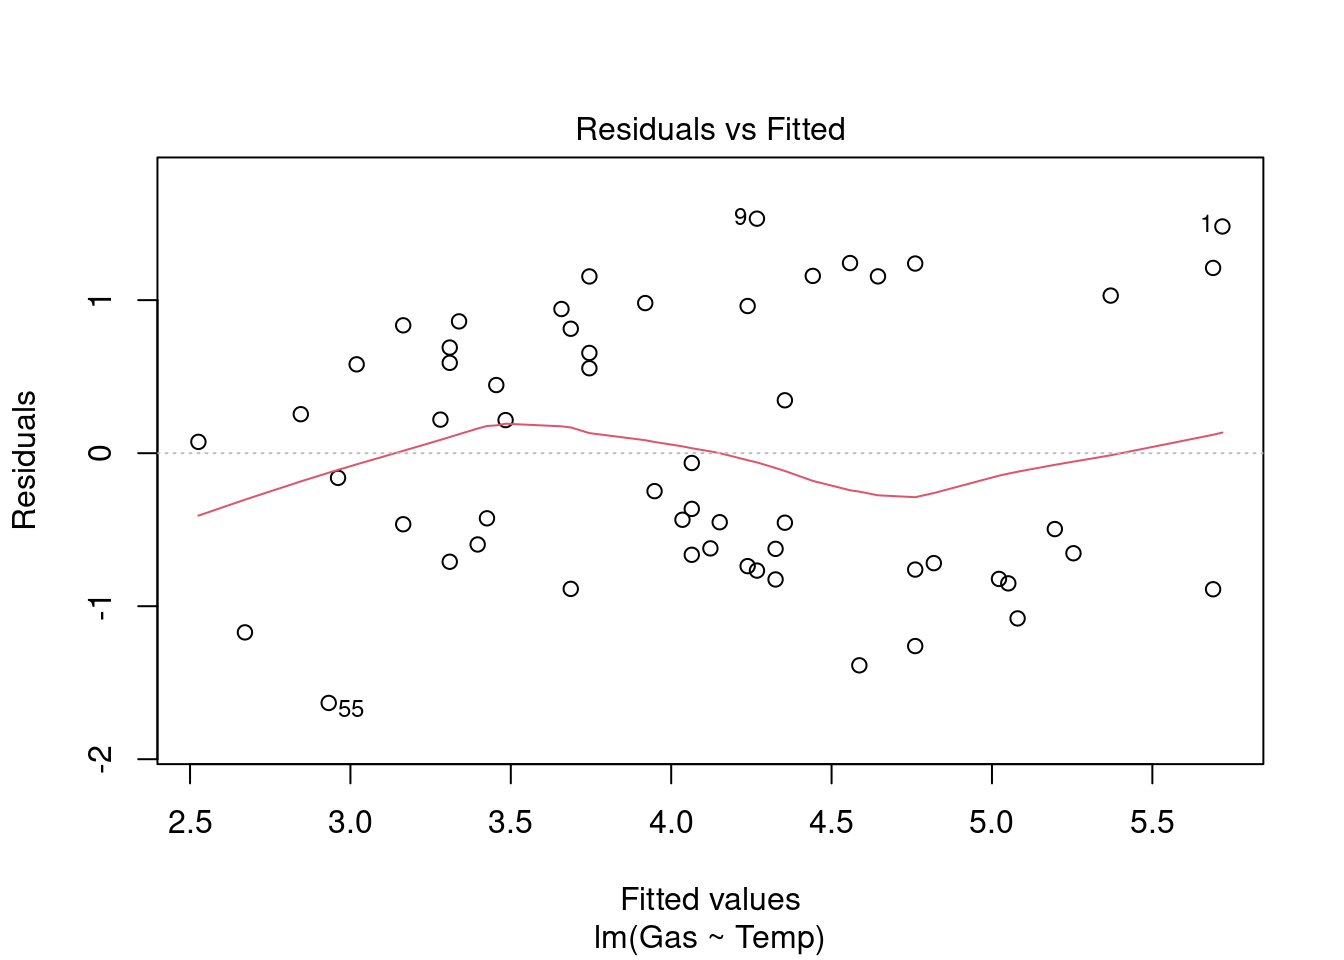 Residuals vs Fitted
Residuals
1
0
-1
-2
9
1
55
2.5 3.0 3.5 4.0 4.5 5.0 5.5
Fitted values
lm(Gas ~ Temp)